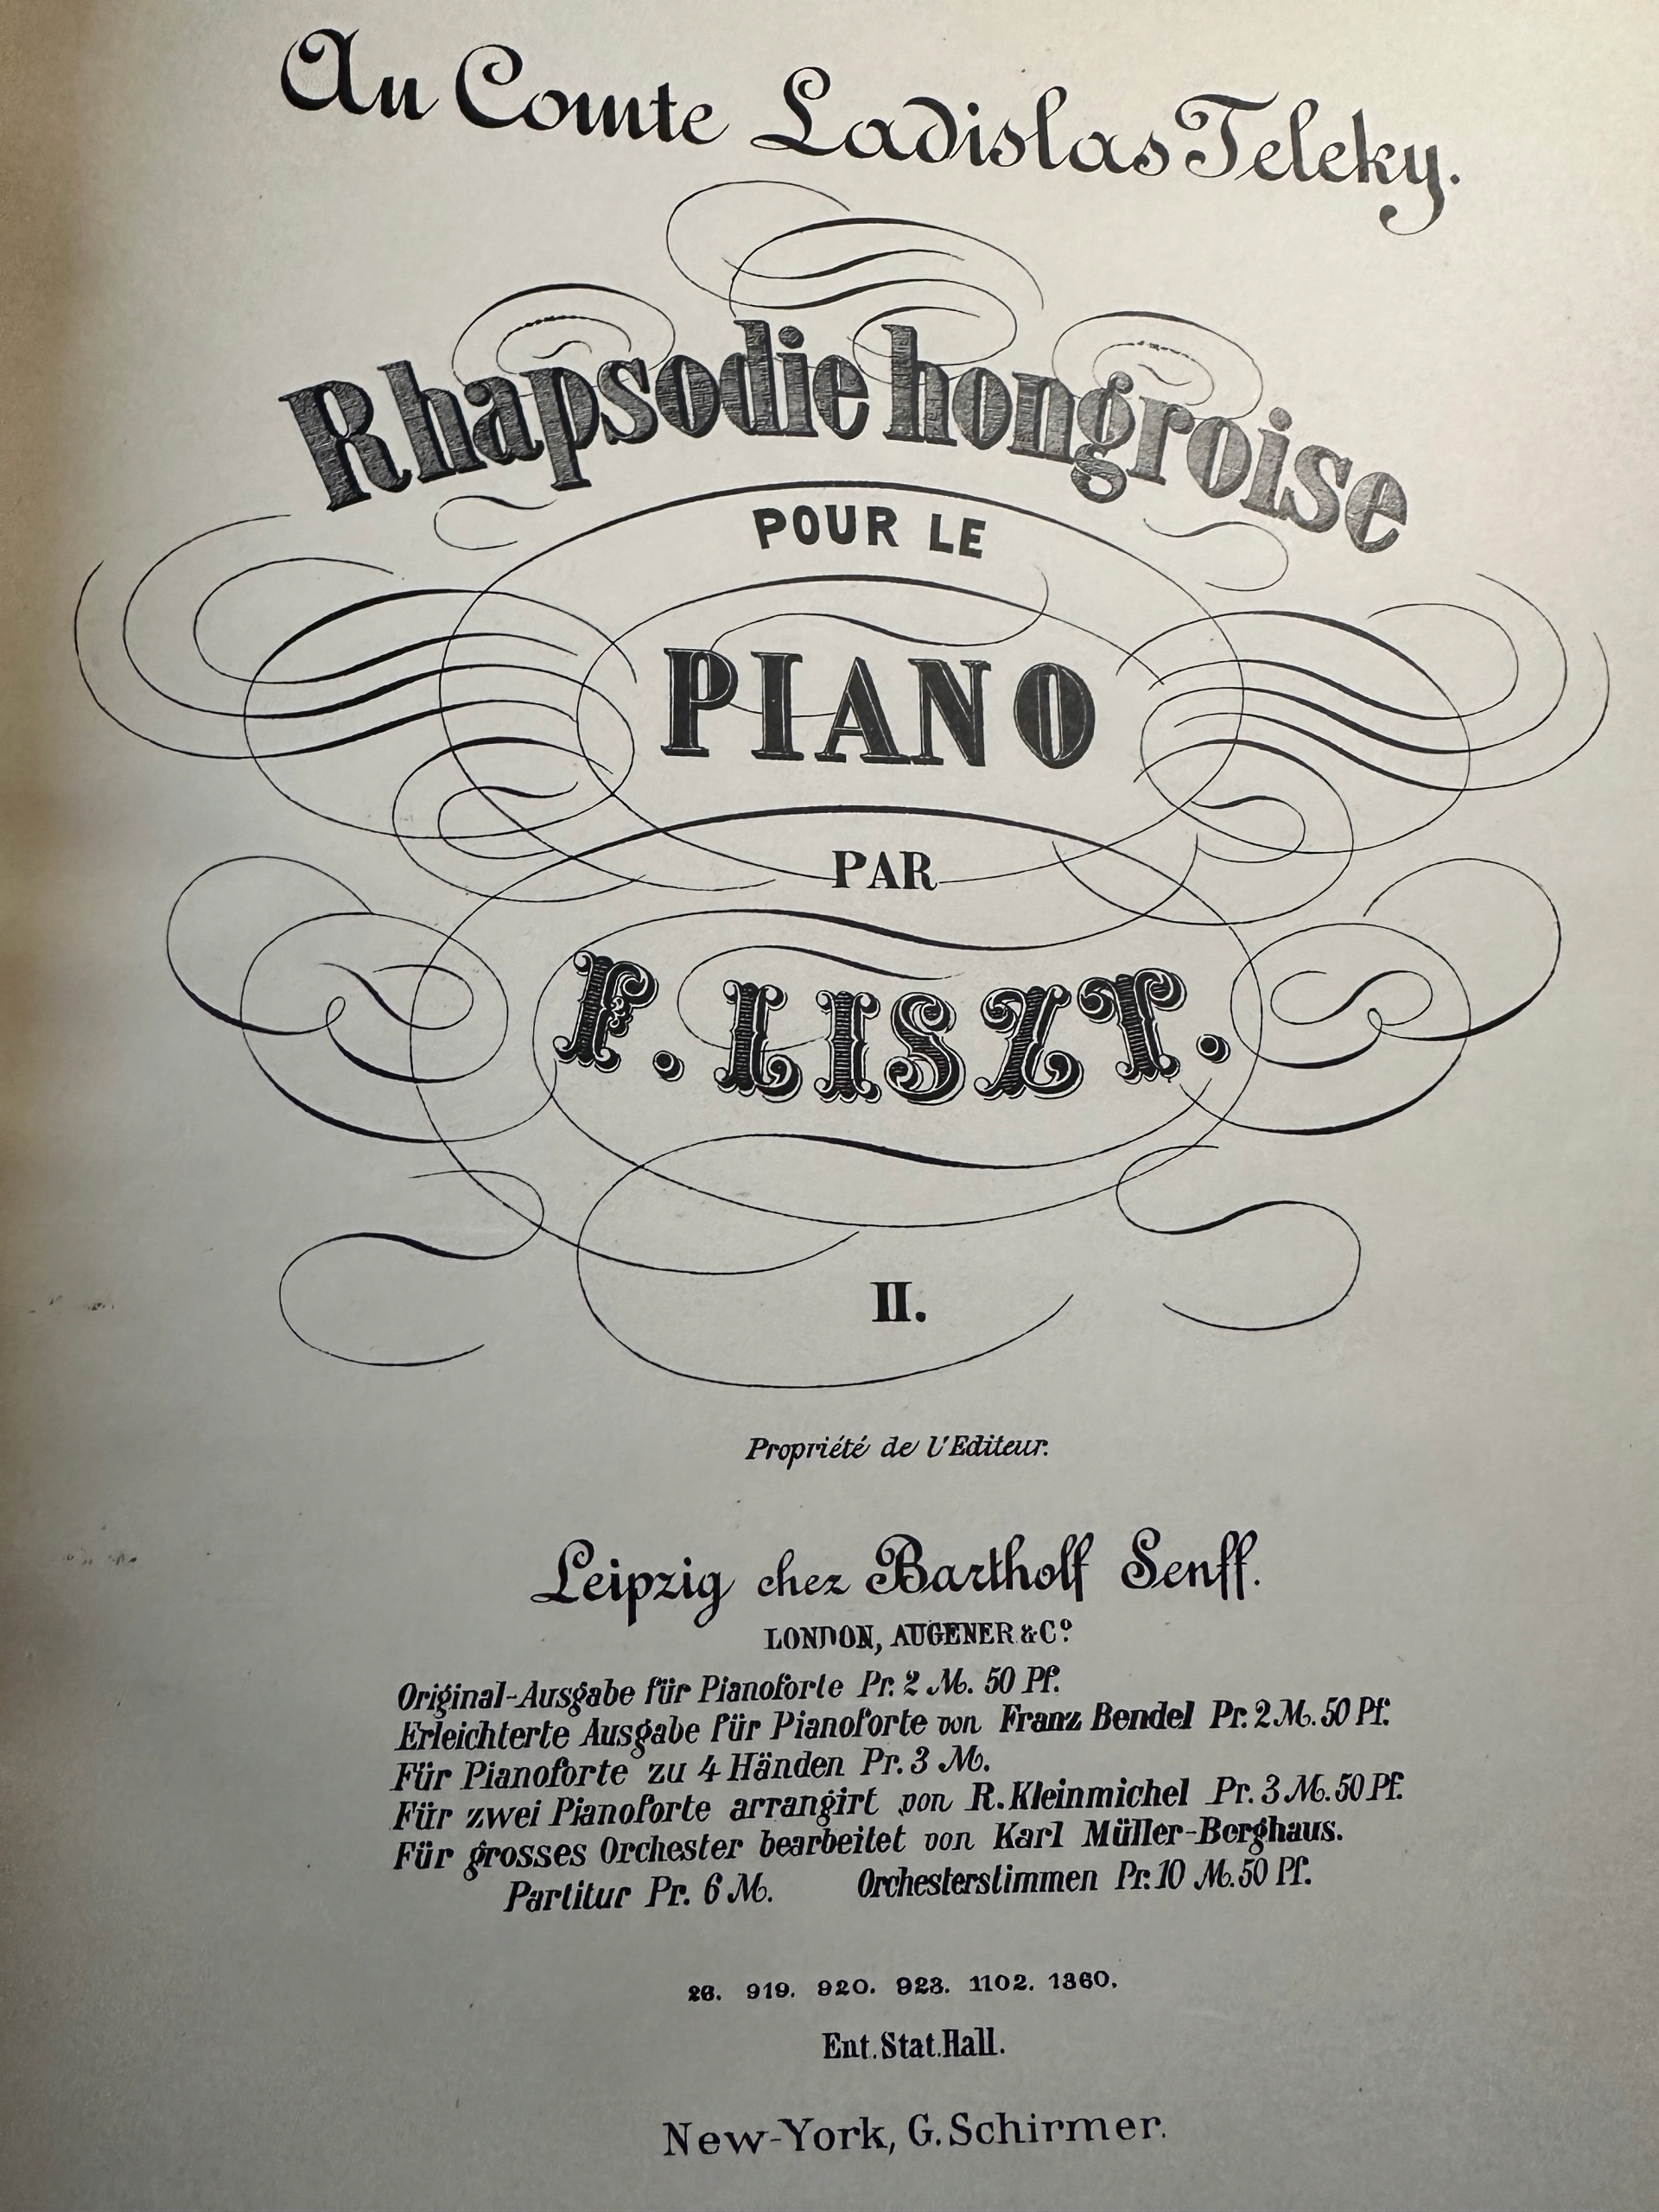 Au Comte Ladislas Teleky.
Rhapsodie hongroise
POUR LE
PIANO
PAR
F. LISZT.
II.
Propriété de l'Editeur.
Leipzig chez Bartholf Senff.
LONDON, AUGENER & Cº
Original-Ausgabe für Pianoforte Pr. 2 M. 50 Pf.
Erleichterte Ausgabe für Pianoforte von Franz Bendel Pr. 2 M. 50 Pf.
Für Pianoforte zu 4 Händen Pr. 3 M.
Für zwei Pianoforte arrangirt von R. Kleinmichel Pr. 3 M. 50 Pf.
Für grosses Orchester bearbeitet von Karl Müller-Berghaus.
Partitur Pr. 6 M. Orchesterstimmen Pr. 10 M. 50 Pf.
26. 919. 920. 923. 1102. 1360.
Ent. Stat. Hall.
New-York, G. Schirmer.